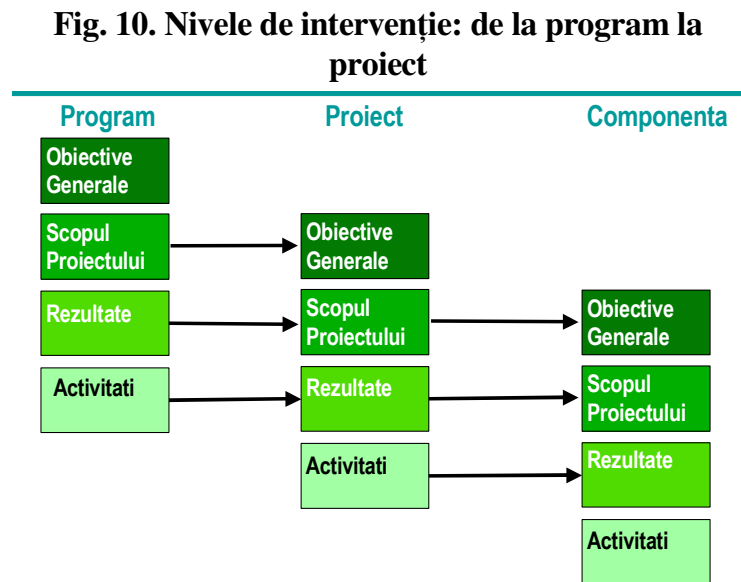 Fig. 10. Nivele de intervenție: de la program la
proiect
Program
Proiect
Componenta
Obiective
Generale
Scopul
Proiectului
Rezultate
Activitati
Obiective
Generale
Scopul
Proiectului
Rezultate
Activitati
Obiective
Generale
Scopul
Proiectului
Rezultate
Activitati